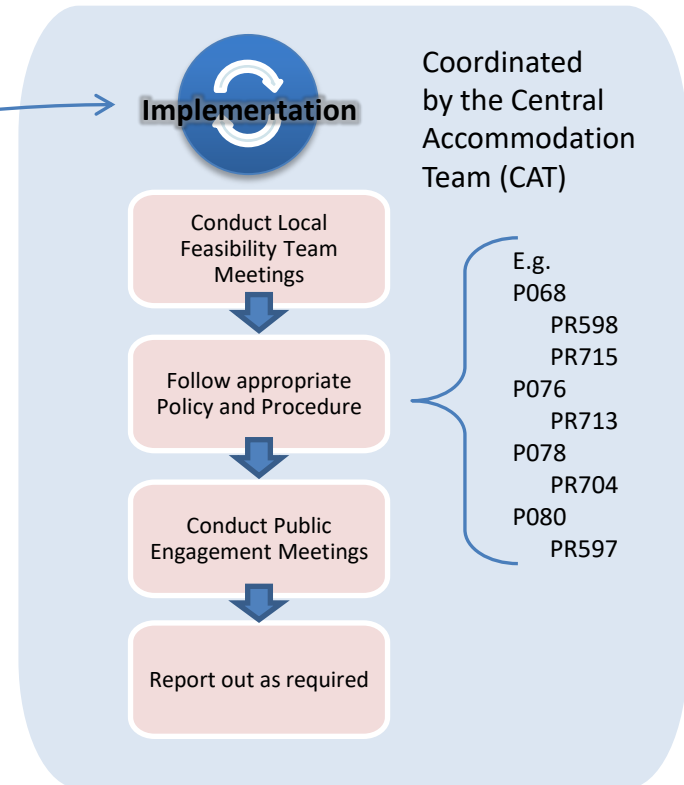 Implementation
Coordinated
by the Central
Accommodation
Team (CAT)
Conduct Local
Feasibility Team
Meetings
Follow appropriate
Policy and Procedure
Conduct Public
Engagement Meetings
Report out as required
E.g.
P068
PR598
PR715
P076
PR713
P078
PR704
P080
PR597